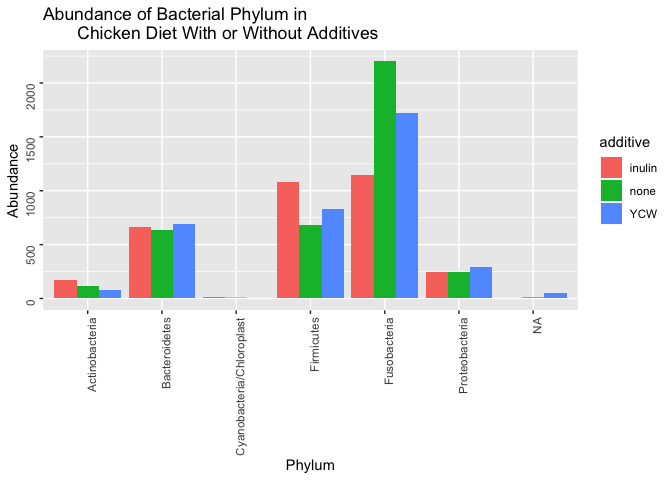 Abundance of Bacterial Phylum in
Chicken Diet With or Without Additives
Abundance
2000
1500
1000
500
0
additive
inulin
none
YCW
Actinobacteria
Bacteroidetes
Cyanobacteria/Chloroplast
Firmicutes
Fusobacteria
Proteobacteria
NA
Phylum